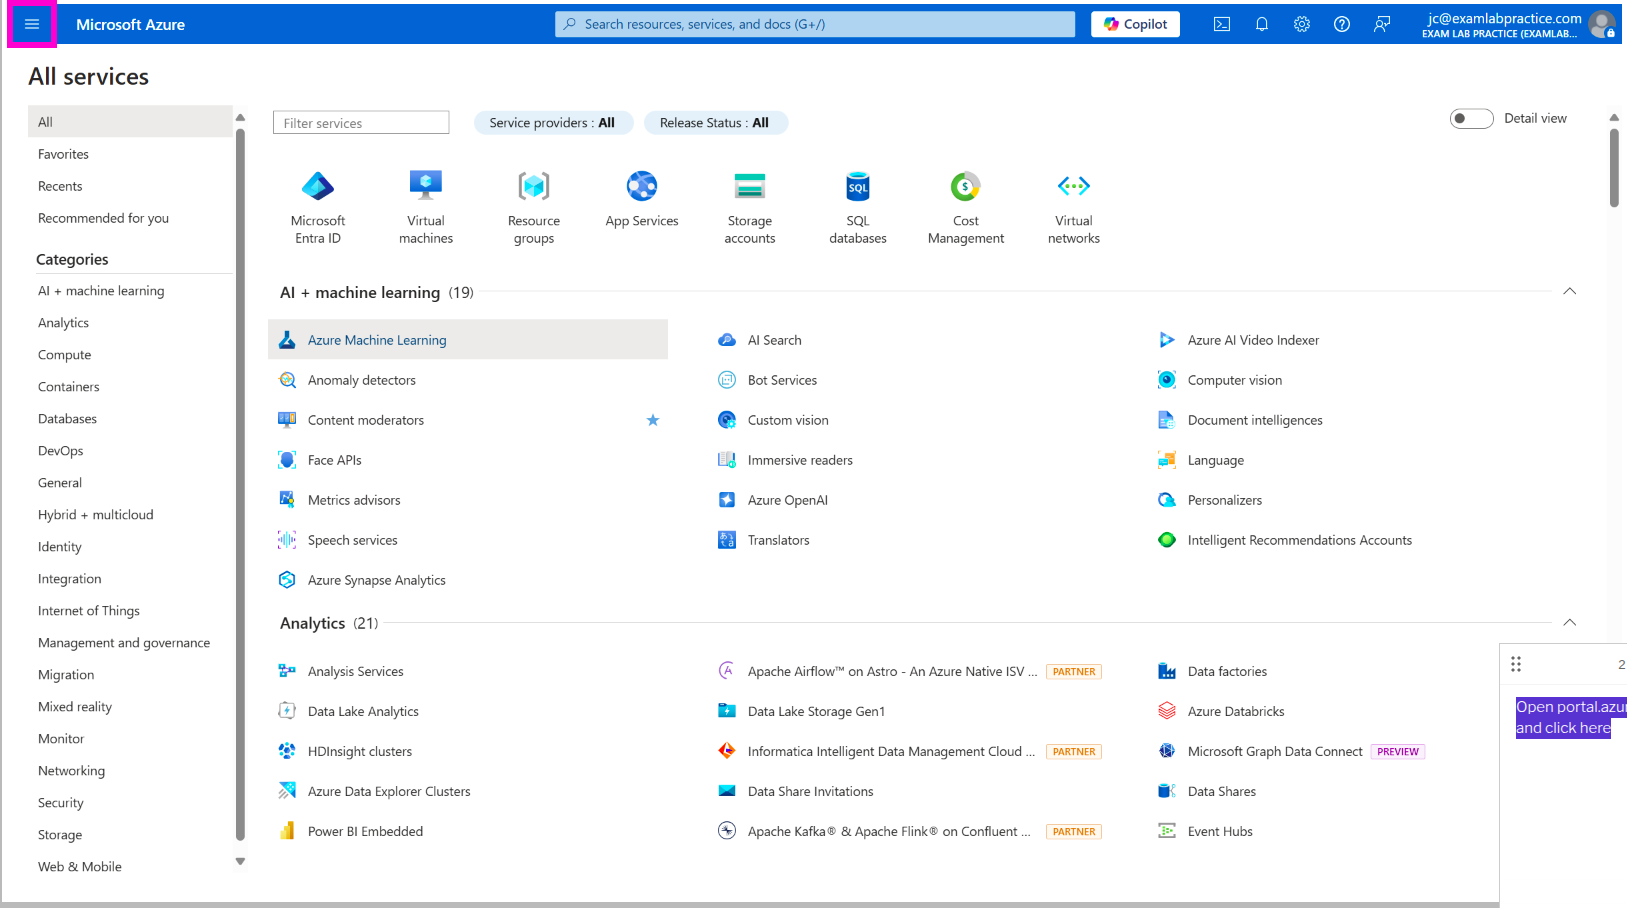 Microsoft Azure
Search resources, services, and docs (G+/)
Copilot
jc@examlabpractice.com
EXAM LAB PRACTICE (EXAMLAB...
All services
All
Favorites
Recents
Recommended for you
Categories
AI + machine learning
Analytics
Compute
Containers
Databases
DevOps
General
Hybrid + multicloud
Identity
Integration
Internet of Things
Management and governance
Migration
Mixed reality
Monitor
Networking
Security
Storage
Web & Mobile
Filter services
Service providers : All
Release Status : All
Detail view
Microsoft
Entra ID
Virtual
machines
Resource
groups
App Services
Storage
accounts
SQL
SQL
databases
Cost
Management
Virtual
networks
AI + machine learning (19)
Azure Machine Learning
AI Search
Azure AI Video Indexer
Anomaly detectors
Bot Services
Computer vision
Content moderators
Custom vision
Document intelligences
Face APIs
Immersive readers
Language
Metrics advisors
Azure OpenAI
Personalizers
Speech services
Translators
Intelligent Recommendations Accounts
Azure Synapse Analytics
Analytics (21)
Analysis Services
Apache Airflow™ on Astro - An Azure Native ISV ... PARTNER
Data factories
Data Lake Analytics
Data Lake Storage Gen1
Azure Databricks
HDInsight clusters
Informatica Intelligent Data Management Cloud ... PARTNER
Microsoft Graph Data Connect PREVIEW
Azure Data Explorer Clusters
Data Share Invitations
Data Shares
Power BI Embedded
Apache Kafka® & Apache Flink® on Confluent ... PARTNER
Event Hubs
2
Open portal.azur
and click here